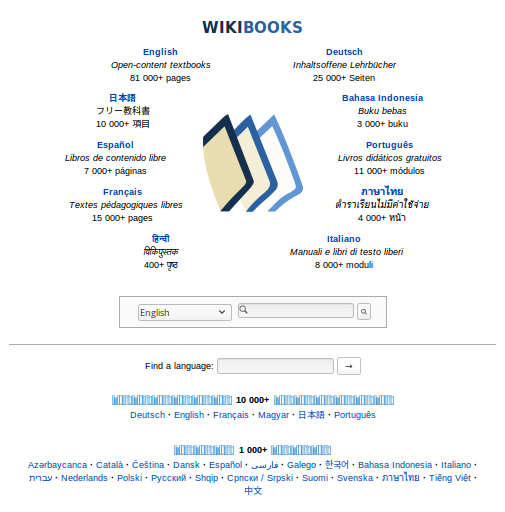 WIKIBOOKS
English
Open-content textbooks
81 000+ pages
Deutsch
Inhaltsoffene Lehrbücher
25 000+ Seiten
日本語
フリー教科書
10 000+ 項目
Bahasa Indonesia
Buku bebas
3 000+ buku
Español
Libros de contenido libre
7 000+ páginas
Português
Livros didáticos gratuitos
11 000+ módulos
Français
Textes pédagogiques libres
15 000+ pages
ภาษาไทย
ตำราเรียนไม่มีค่าใช้จ่าย
4 000+ หน้า
हिन्दी
विकिपुस्तक
400+ पृष्ठ
Italiano
Manuali e libri di testo liberi
8 000+ moduli
English
Find a language: →
10 000+
Deutsch · English · Français · Magyar · 日本語 · Português
1 000+
Azərbaycanca · Català · Čeština · Dansk · Español · فارسی · Galego · 한국어 · Bahasa Indonesia · Italiano ·
עברית · Nederlands · Polski · Русский · Shqip · Српски / Srpski · Suomi · Svenska · ภาษาไทย · Tiếng Việt ·
中文